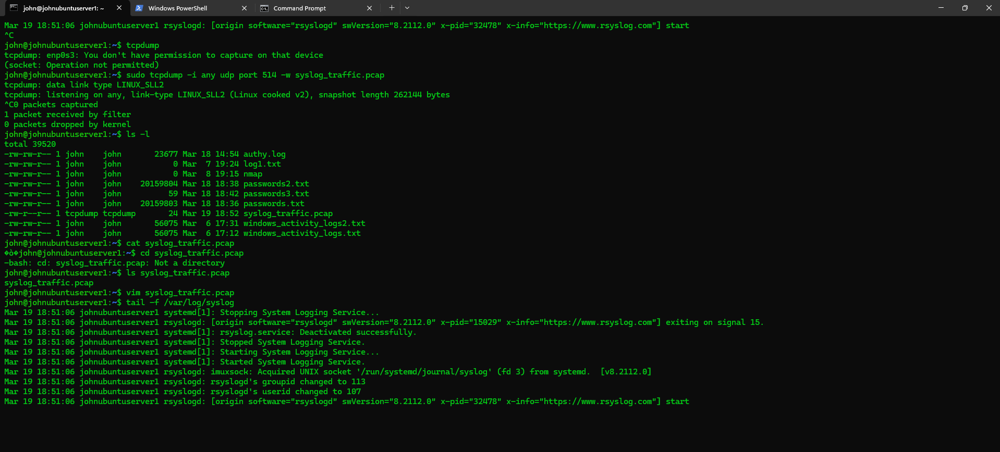 john@johnubuntuserver1: ~
Windows PowerShell
Command Prompt
Mar 19 18:51:06 johnubuntuserver1 rsyslogd: [origin software="rsyslogd" swVersion="8.2112.0" x-pid="32478" x-info="https://www.rsyslog.com"] start
^C
john@johnubuntuserver1:~$ tcpdump
tcpdump: enp0s3: You don't have permission to capture on that device
(socket: Operation not permitted)
john@johnubuntuserver1:~$ sudo tcpdump -i any udp port 514 -w syslog_traffic.pcap
tcpdump: data link type LINUX_SLL2
tcpdump: listening on any, link-type LINUX_SLL2 (Linux cooked v2), snapshot length 262144 bytes
^C0 packets captured
1 packet received by filter
0 packets dropped by kernel
john@johnubuntuserver1:~$ ls -l
total 39520
-rw-rw-r-- 1 john    john       23677 Mar 18 14:54 authy.log
-rw-rw-r-- 1 john    john           0 Mar  7 19:24 log1.txt
-rw-rw-r-- 1 john    john           0 Mar  8 19:15 nmap
-rw-rw-r-- 1 john    john    20159804 Mar 18 18:38 passwords2.txt
-rw-rw-r-- 1 john    john          59 Mar 18 18:42 passwords3.txt
-rw-rw-r-- 1 john    john    20159803 Mar 18 18:36 passwords.txt
-rw-r--r-- 1 tcpdump tcpdump       24 Mar 19 18:52 syslog_traffic.pcap
-rw-rw-r-- 1 john    john       56075 Mar  6 17:31 windows_activity_logs2.txt
-rw-rw-r-- 1 john    john       56075 Mar  6 17:12 windows_activity_logs.txt
john@johnubuntuserver1:~$ cat syslog_traffic.pcap
�ò�john@johnubuntuserver1:~$ cd syslog_traffic.pcap
-bash: cd: syslog_traffic.pcap: Not a directory
john@johnubuntuserver1:~$ ls syslog_traffic.pcap
syslog_traffic.pcap
john@johnubuntuserver1:~$ vim syslog_traffic.pcap
john@johnubuntuserver1:~$ tail -f /var/log/syslog
Mar 19 18:51:06 johnubuntuserver1 systemd[1]: Stopping System Logging Service...
Mar 19 18:51:06 johnubuntuserver1 rsyslogd: [origin software="rsyslogd" swVersion="8.2112.0" x-pid="15029" x-info="https://www.rsyslog.com"] exiting on signal 15.
Mar 19 18:51:06 johnubuntuserver1 systemd[1]: rsyslog.service: Deactivated successfully.
Mar 19 18:51:06 johnubuntuserver1 systemd[1]: Stopped System Logging Service.
Mar 19 18:51:06 johnubuntuserver1 systemd[1]: Starting System Logging Service...
Mar 19 18:51:06 johnubuntuserver1 systemd[1]: Started System Logging Service.
Mar 19 18:51:06 johnubuntuserver1 rsyslogd: imuxsock: Acquired UNIX socket '/run/systemd/journal/syslog' (fd 3) from systemd.  [v8.2112.0]
Mar 19 18:51:06 johnubuntuserver1 rsyslogd: rsyslogd's groupid changed to 113
Mar 19 18:51:06 johnubuntuserver1 rsyslogd: rsyslogd's userid changed to 107
Mar 19 18:51:06 johnubuntuserver1 rsyslogd: [origin software="rsyslogd" swVersion="8.2112.0" x-pid="32478" x-info="https://www.rsyslog.com"] start